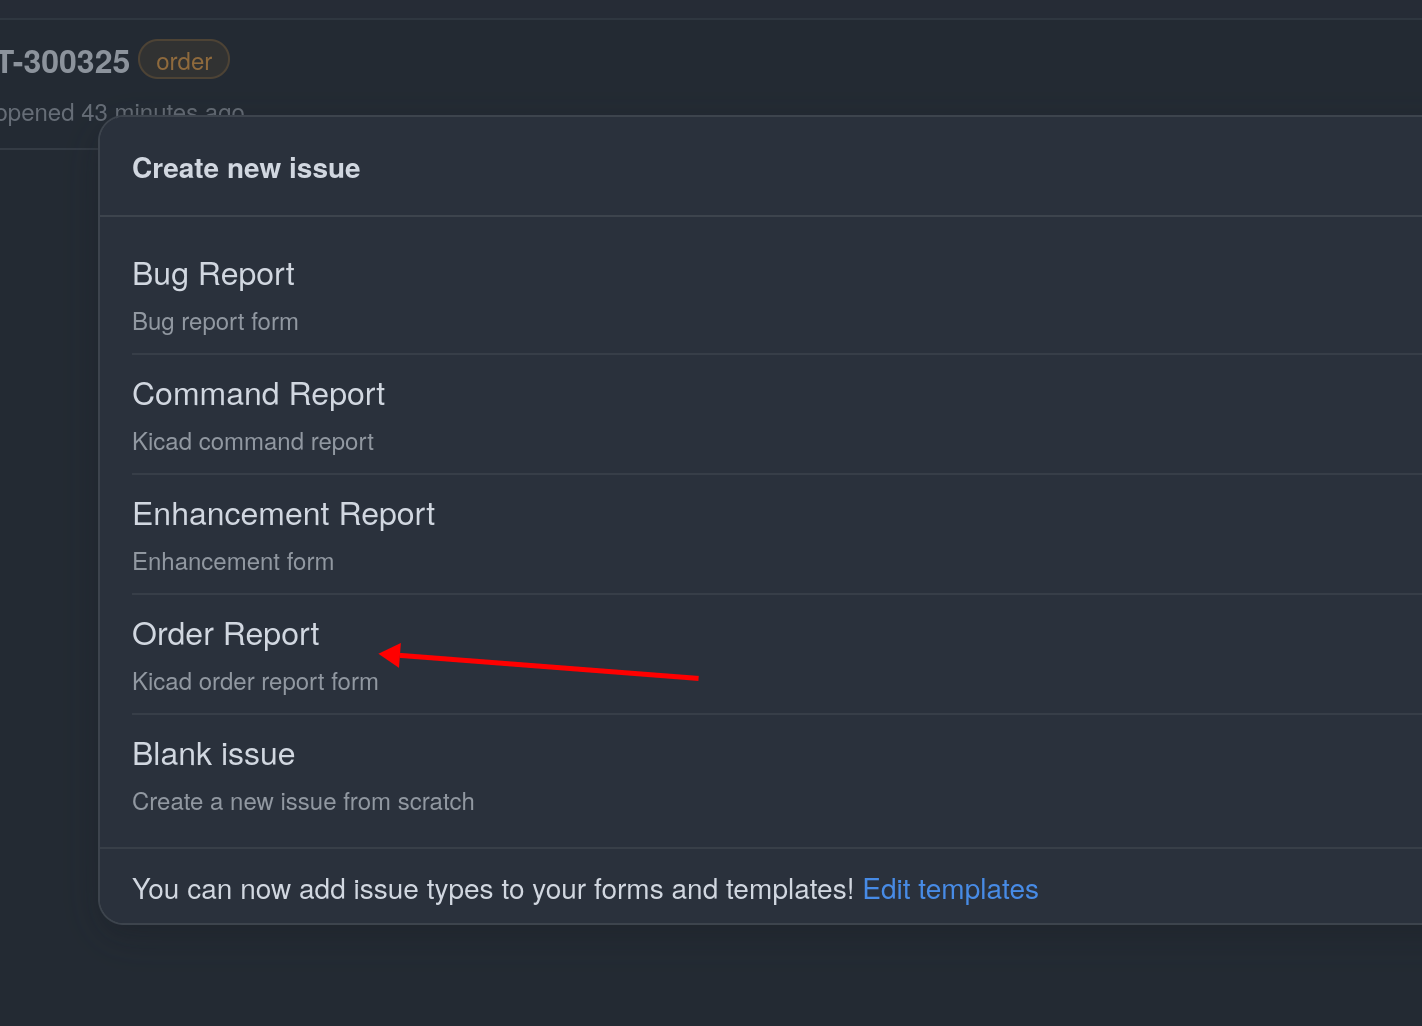 T-300325 order
opened 43 minutes ago
Create new issue
Bug Report
Bug report form
Command Report
Kicad command report
Enhancement Report
Enhancement form
Order Report
Kicad order report form
Blank issue
Create a new issue from scratch
You can now add issue types to your forms and templates! Edit templates